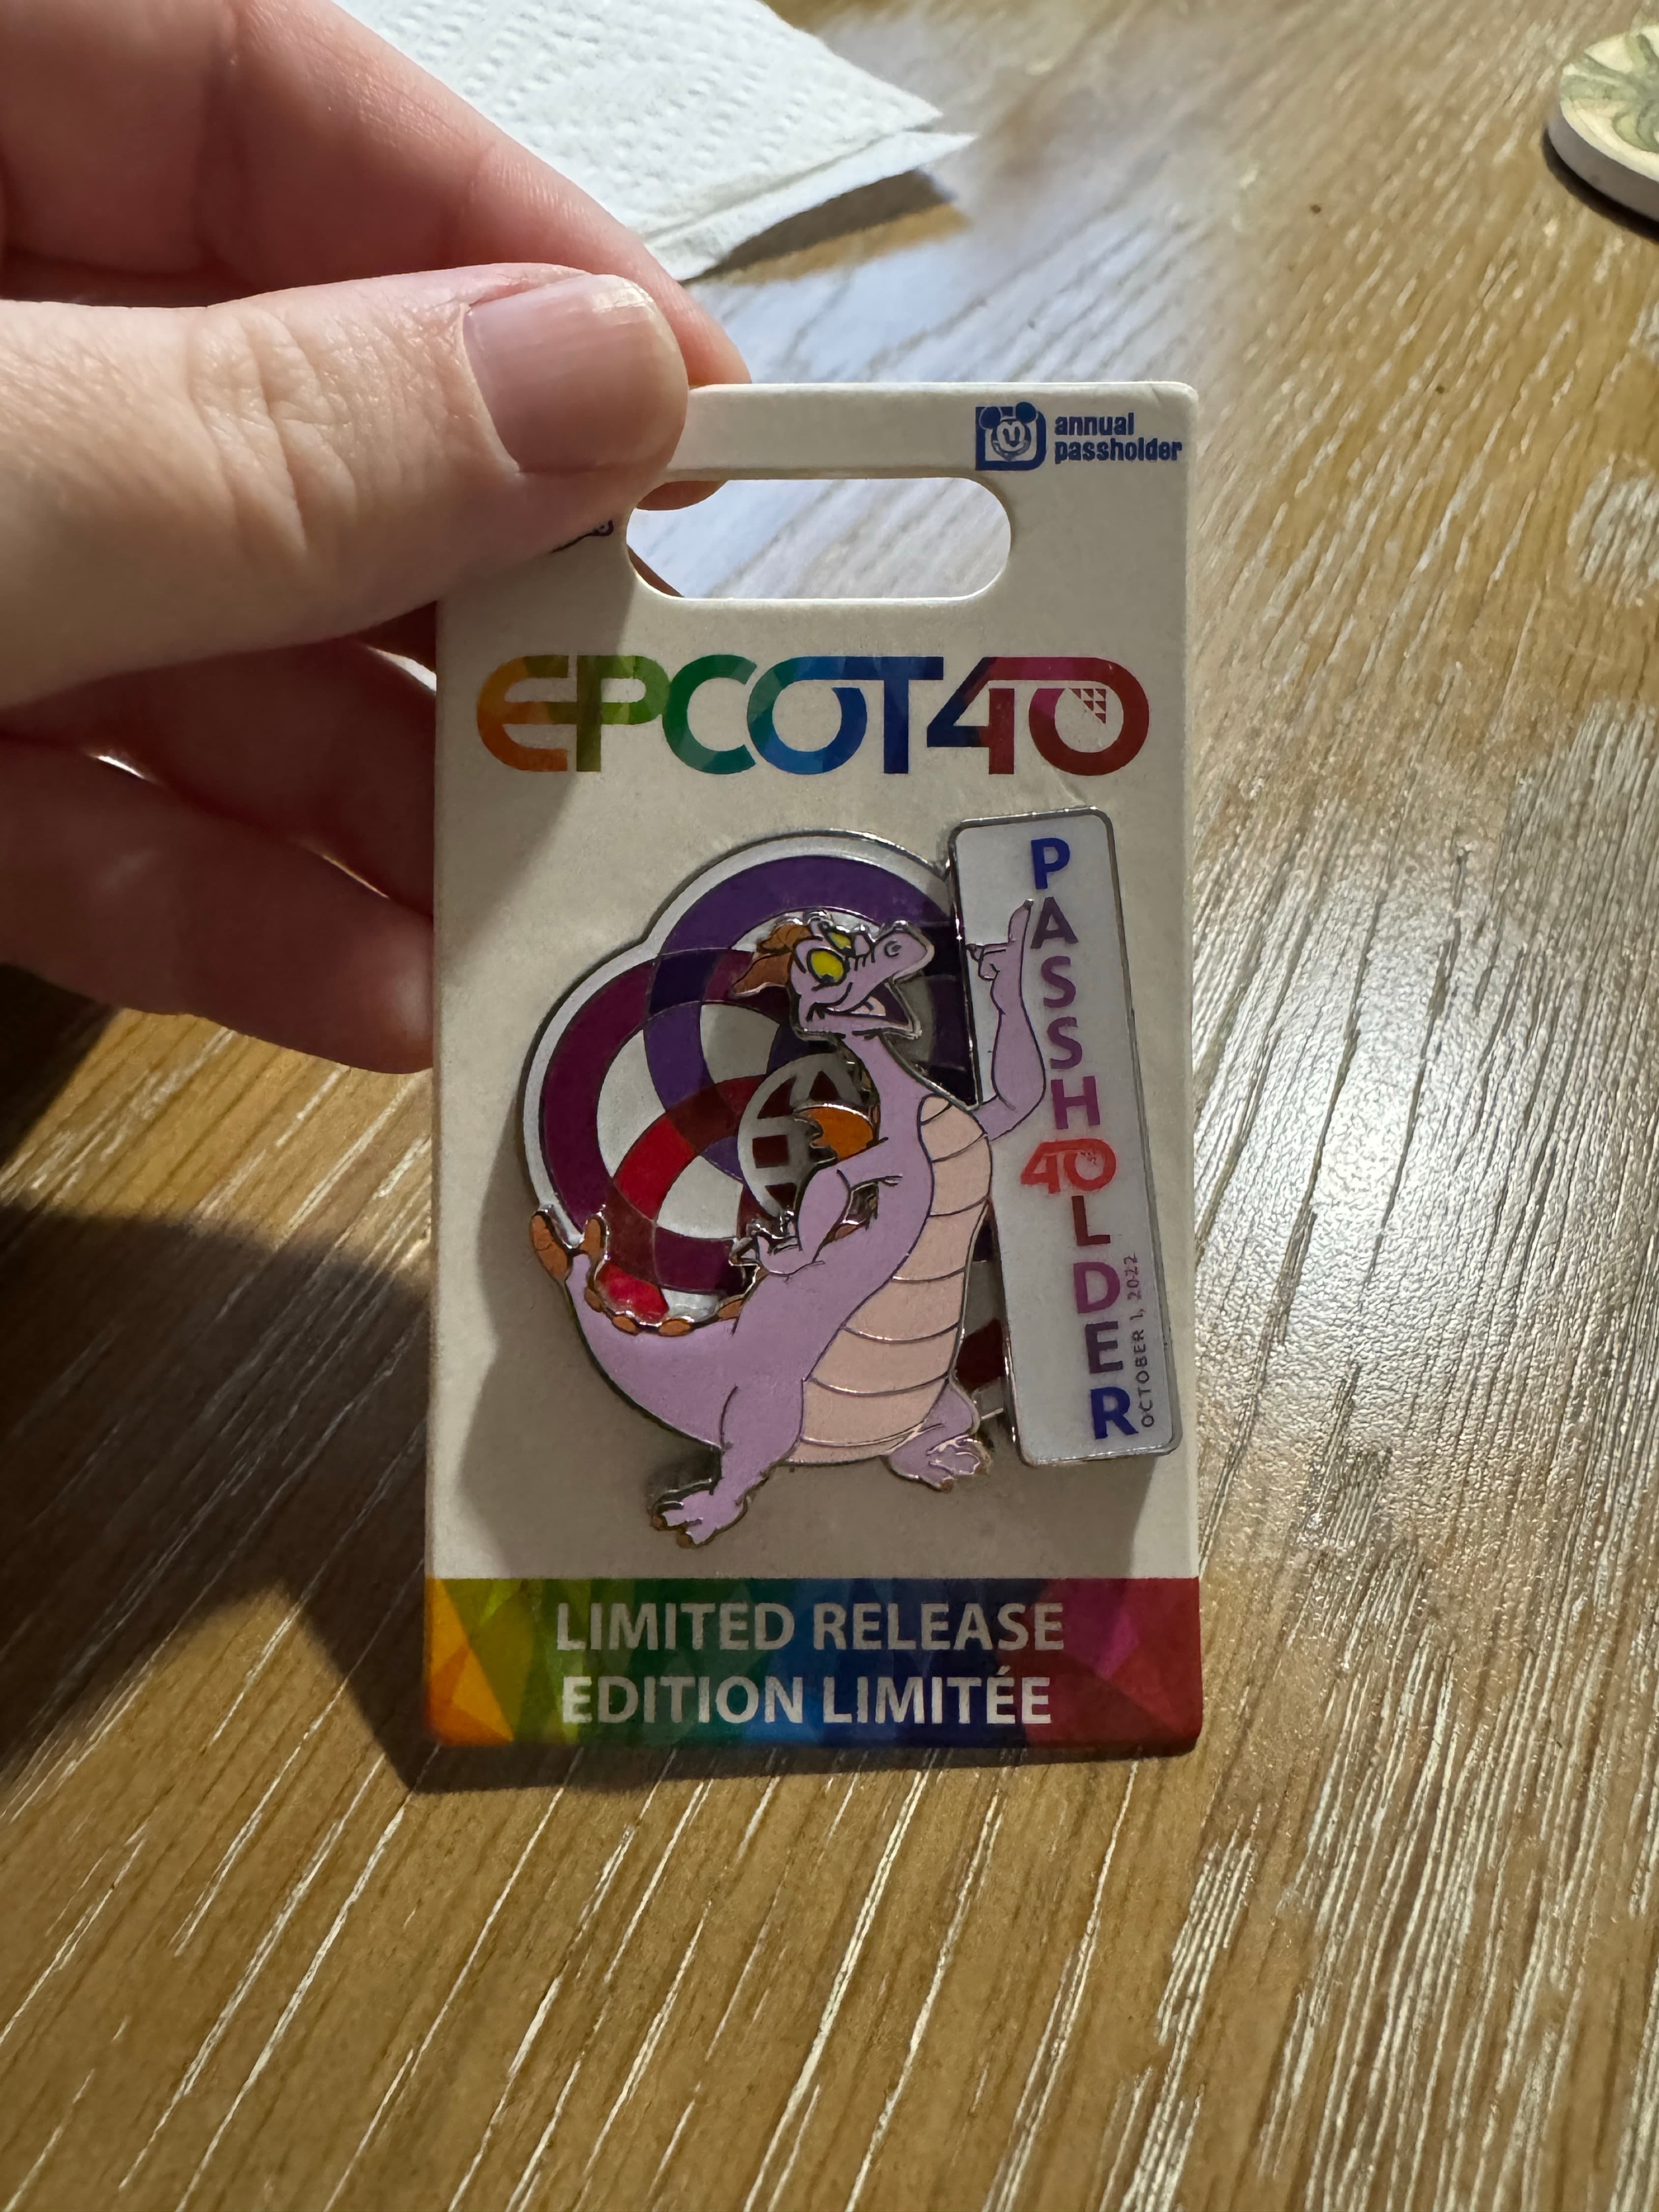 annual
passholder
EPCOT40
PASSH40LDER
OCTOBER 1, 2022
LIMITED RELEASE
EDITION LIMITÉE